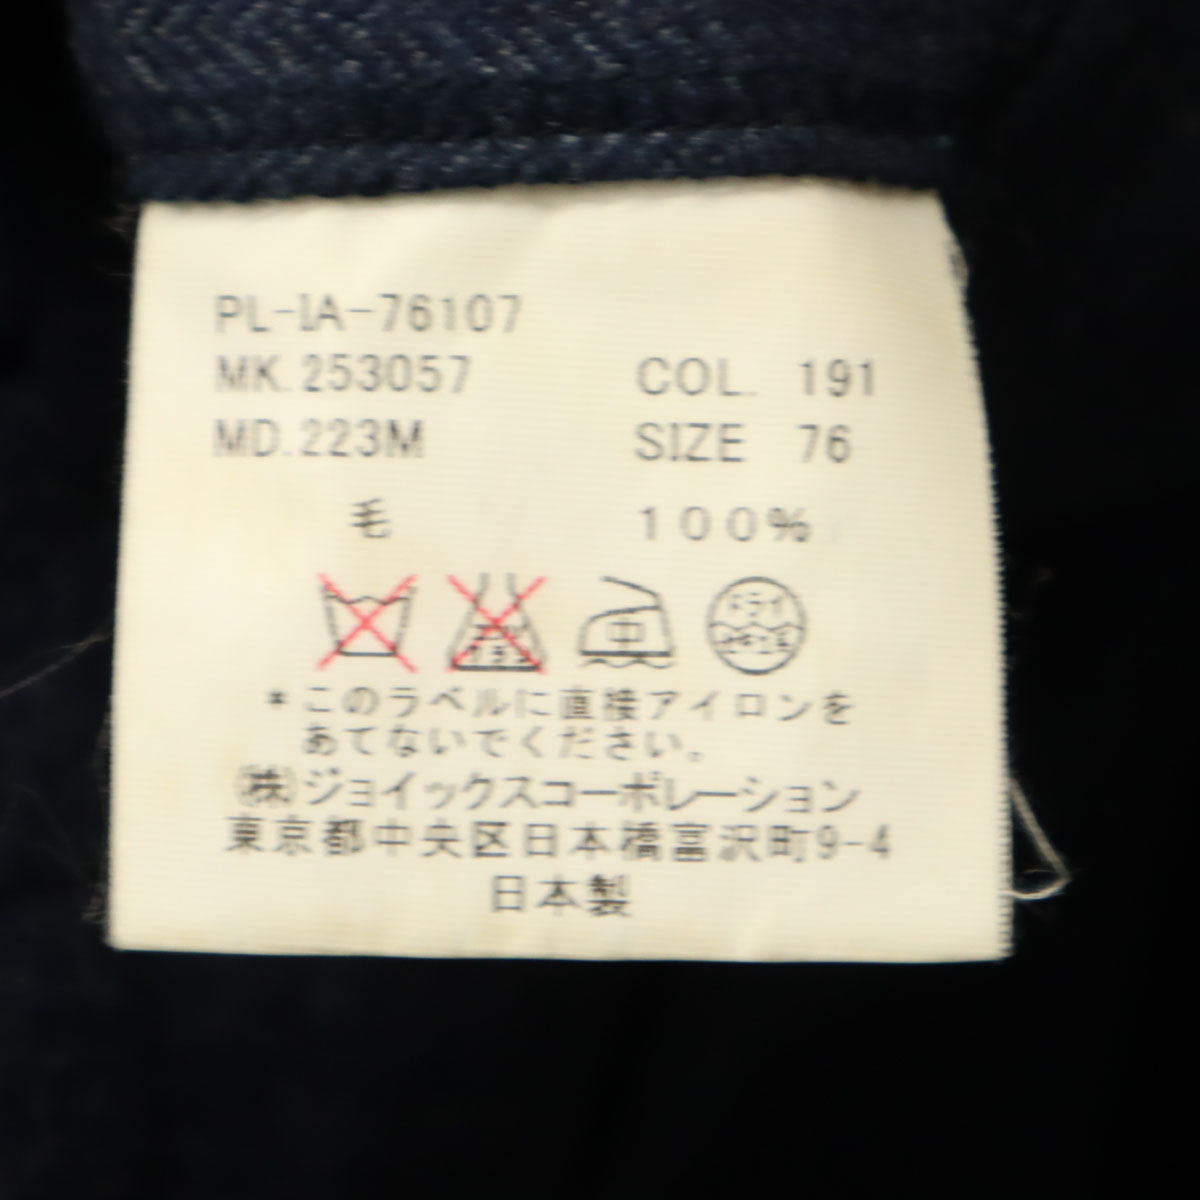 PL-IA-76107
MK.253057 COL. 191
MD.223M SIZE 76
毛 100%
中
*このラベルに直接アイロンを
あてないでください。
(株)ジョイックスコーポレーション
東京都中央区日本橋富沢町9-4
日本製